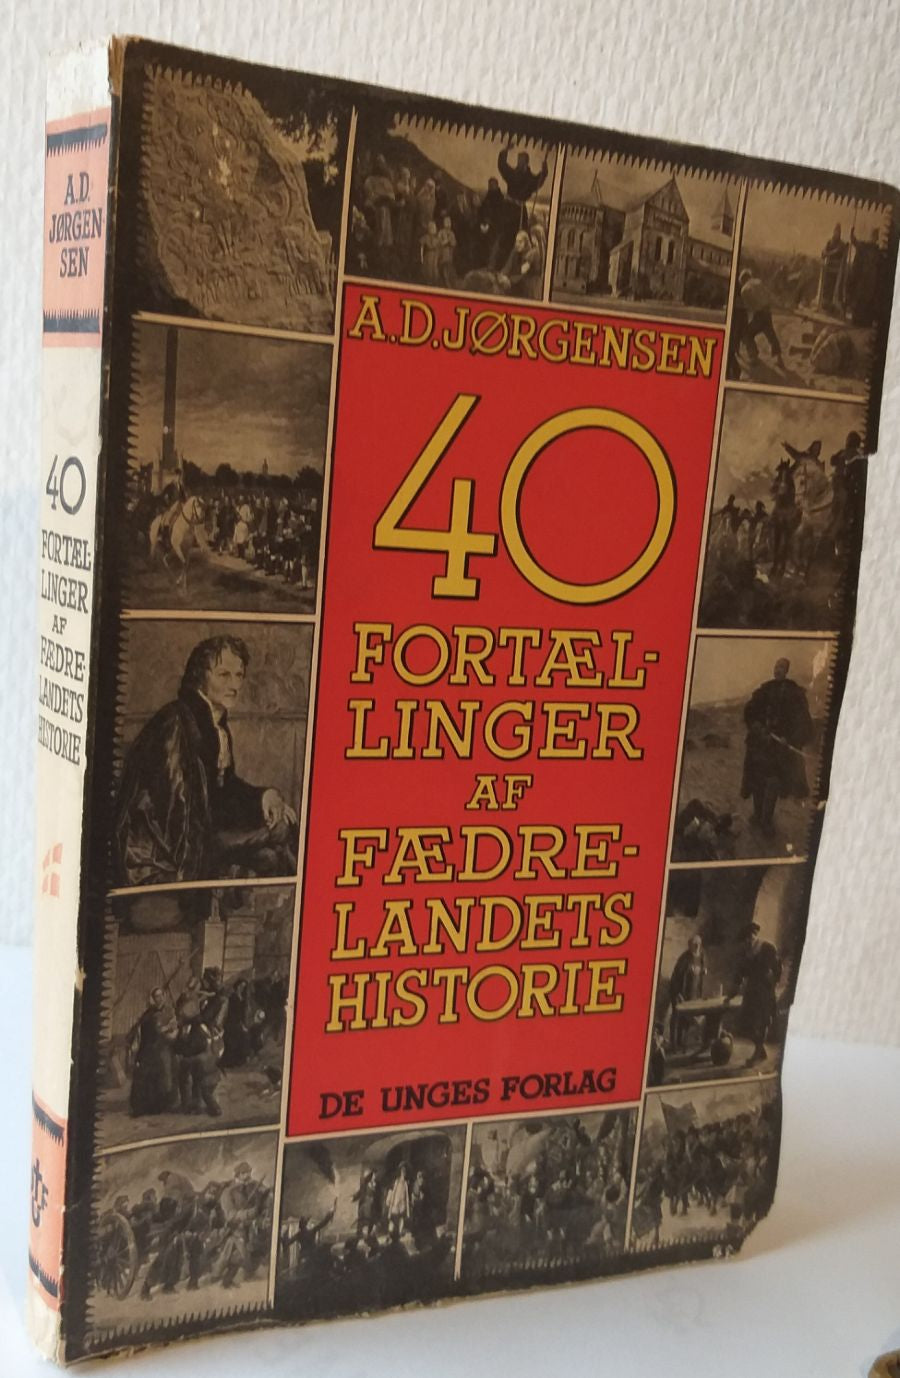 A.D.
JØRGEN
SEN
40
FORTÆL-
LINGER
AF
FÆDRE-
LANDETS
HISTORIE
A.D. JØRGENSEN
40
FORTÆL-
LINGER
AF
FÆDRE-
LANDETS
HISTORIE
DE UNGES FORLAG